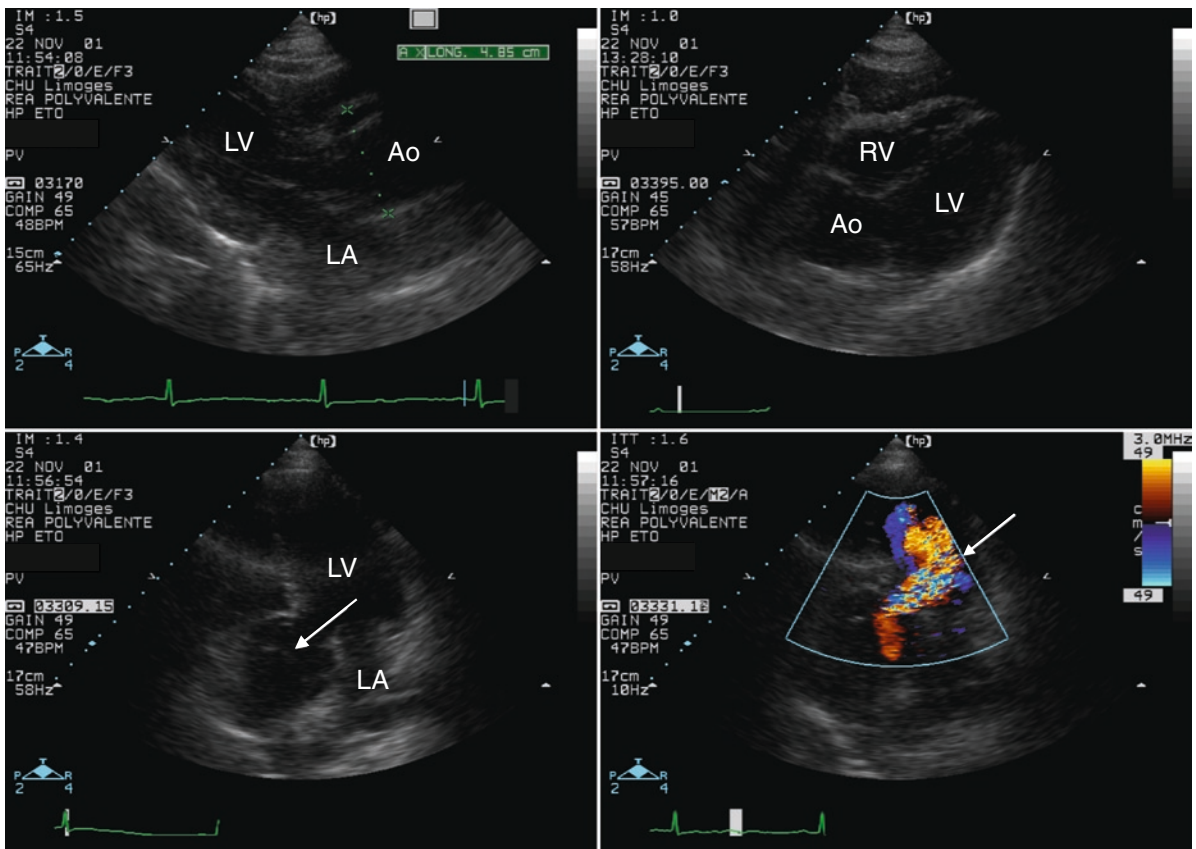 IM : 1.5
S4
22 NOV 01
11:54:08
TRAIT2/0/E/F3
CHU Limoges
REA POLYVALENTE
HP ETO
PV
03170
GAIN 49
COMP 65
48BPM
15cm
65Hz
hp
A X LONG. 4.85 cm
LV
Ao
LA
T
P R
2 4
IM : 1.0
S4
22 NOV 01
13:28:10
TRAIT2/0/E/F3
CHU Limoges
REA POLYVALENTE
HP ETO
PV
03395.00
GAIN 45
COMP 65
57BPM
17cm
58Hz
hp
RV
LV
Ao
T
P R
2 4
IM : 1.4
S4
22 NOV 01
11:56:54
TRAIT2/0/E/F3
CHU Limoges
REA POLYVALENTE
HP ETO
PV
03309.15
GAIN 49
COMP 65
47BPM
17cm
58Hz
hp
LV
LA
T
P R
2 4
ITT : 1.6
S4
22 NOV 01
11:57:16
TRAIT2/0/E/M2/A
CHU Limoges
REA POLYVALENTE
HP ETO
PV
GAIN 49
COMP 65
47BPM
17cm
10Hz
hp
3.0MHz
49
c
m
/
s
49
T
P R
2 4